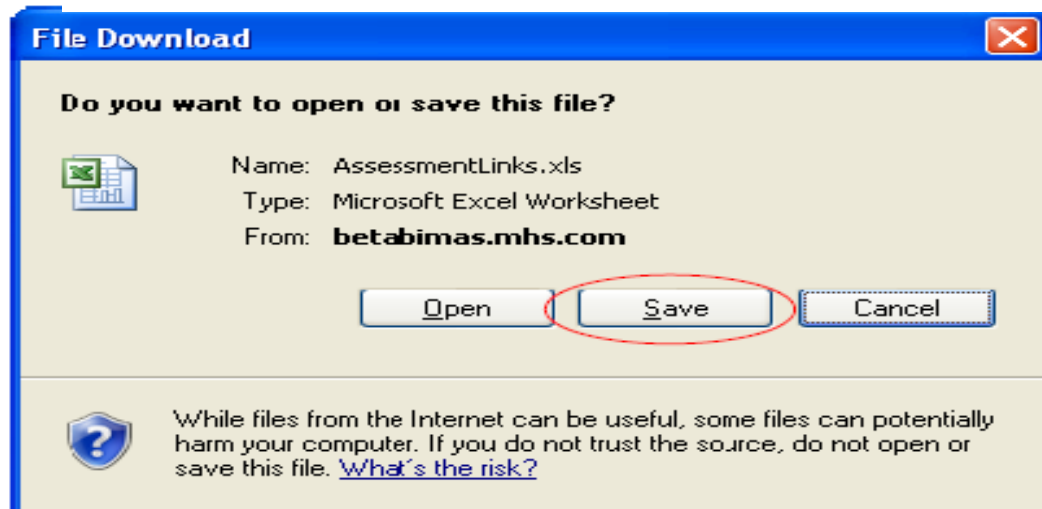 File Download
Do you want to open or save this file?
Name: AssessmentLinks.xls
Type: Microsoft Excel Worksheet
From: betabimas.mhs.com
Open Save Cancel
While files from the Internet can be useful, some files can potentially
harm your computer. If you do not trust the source, do not open or
save this file. What's the risk?